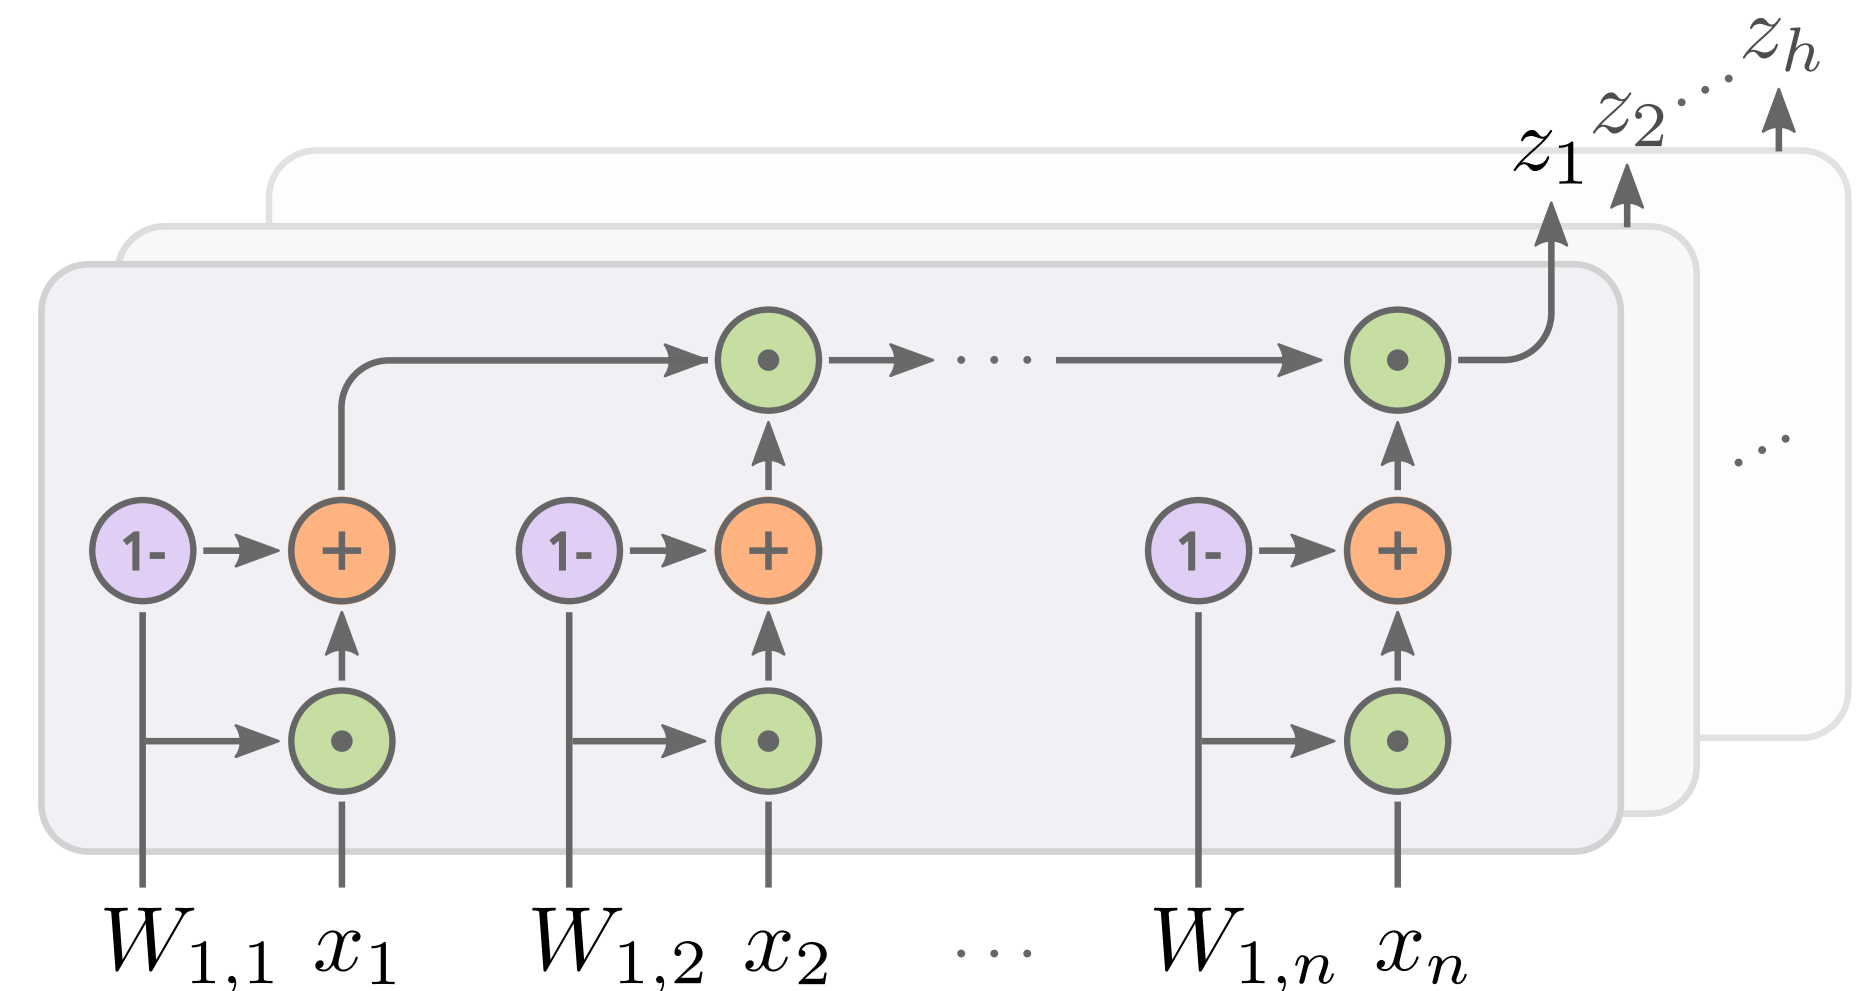 z_h
z_2 ⋰
z_1
· · ·
1- + 1- + 1- +
W_{1,1} x_1 W_{1,2} x_2 · · · W_{1,n} x_n